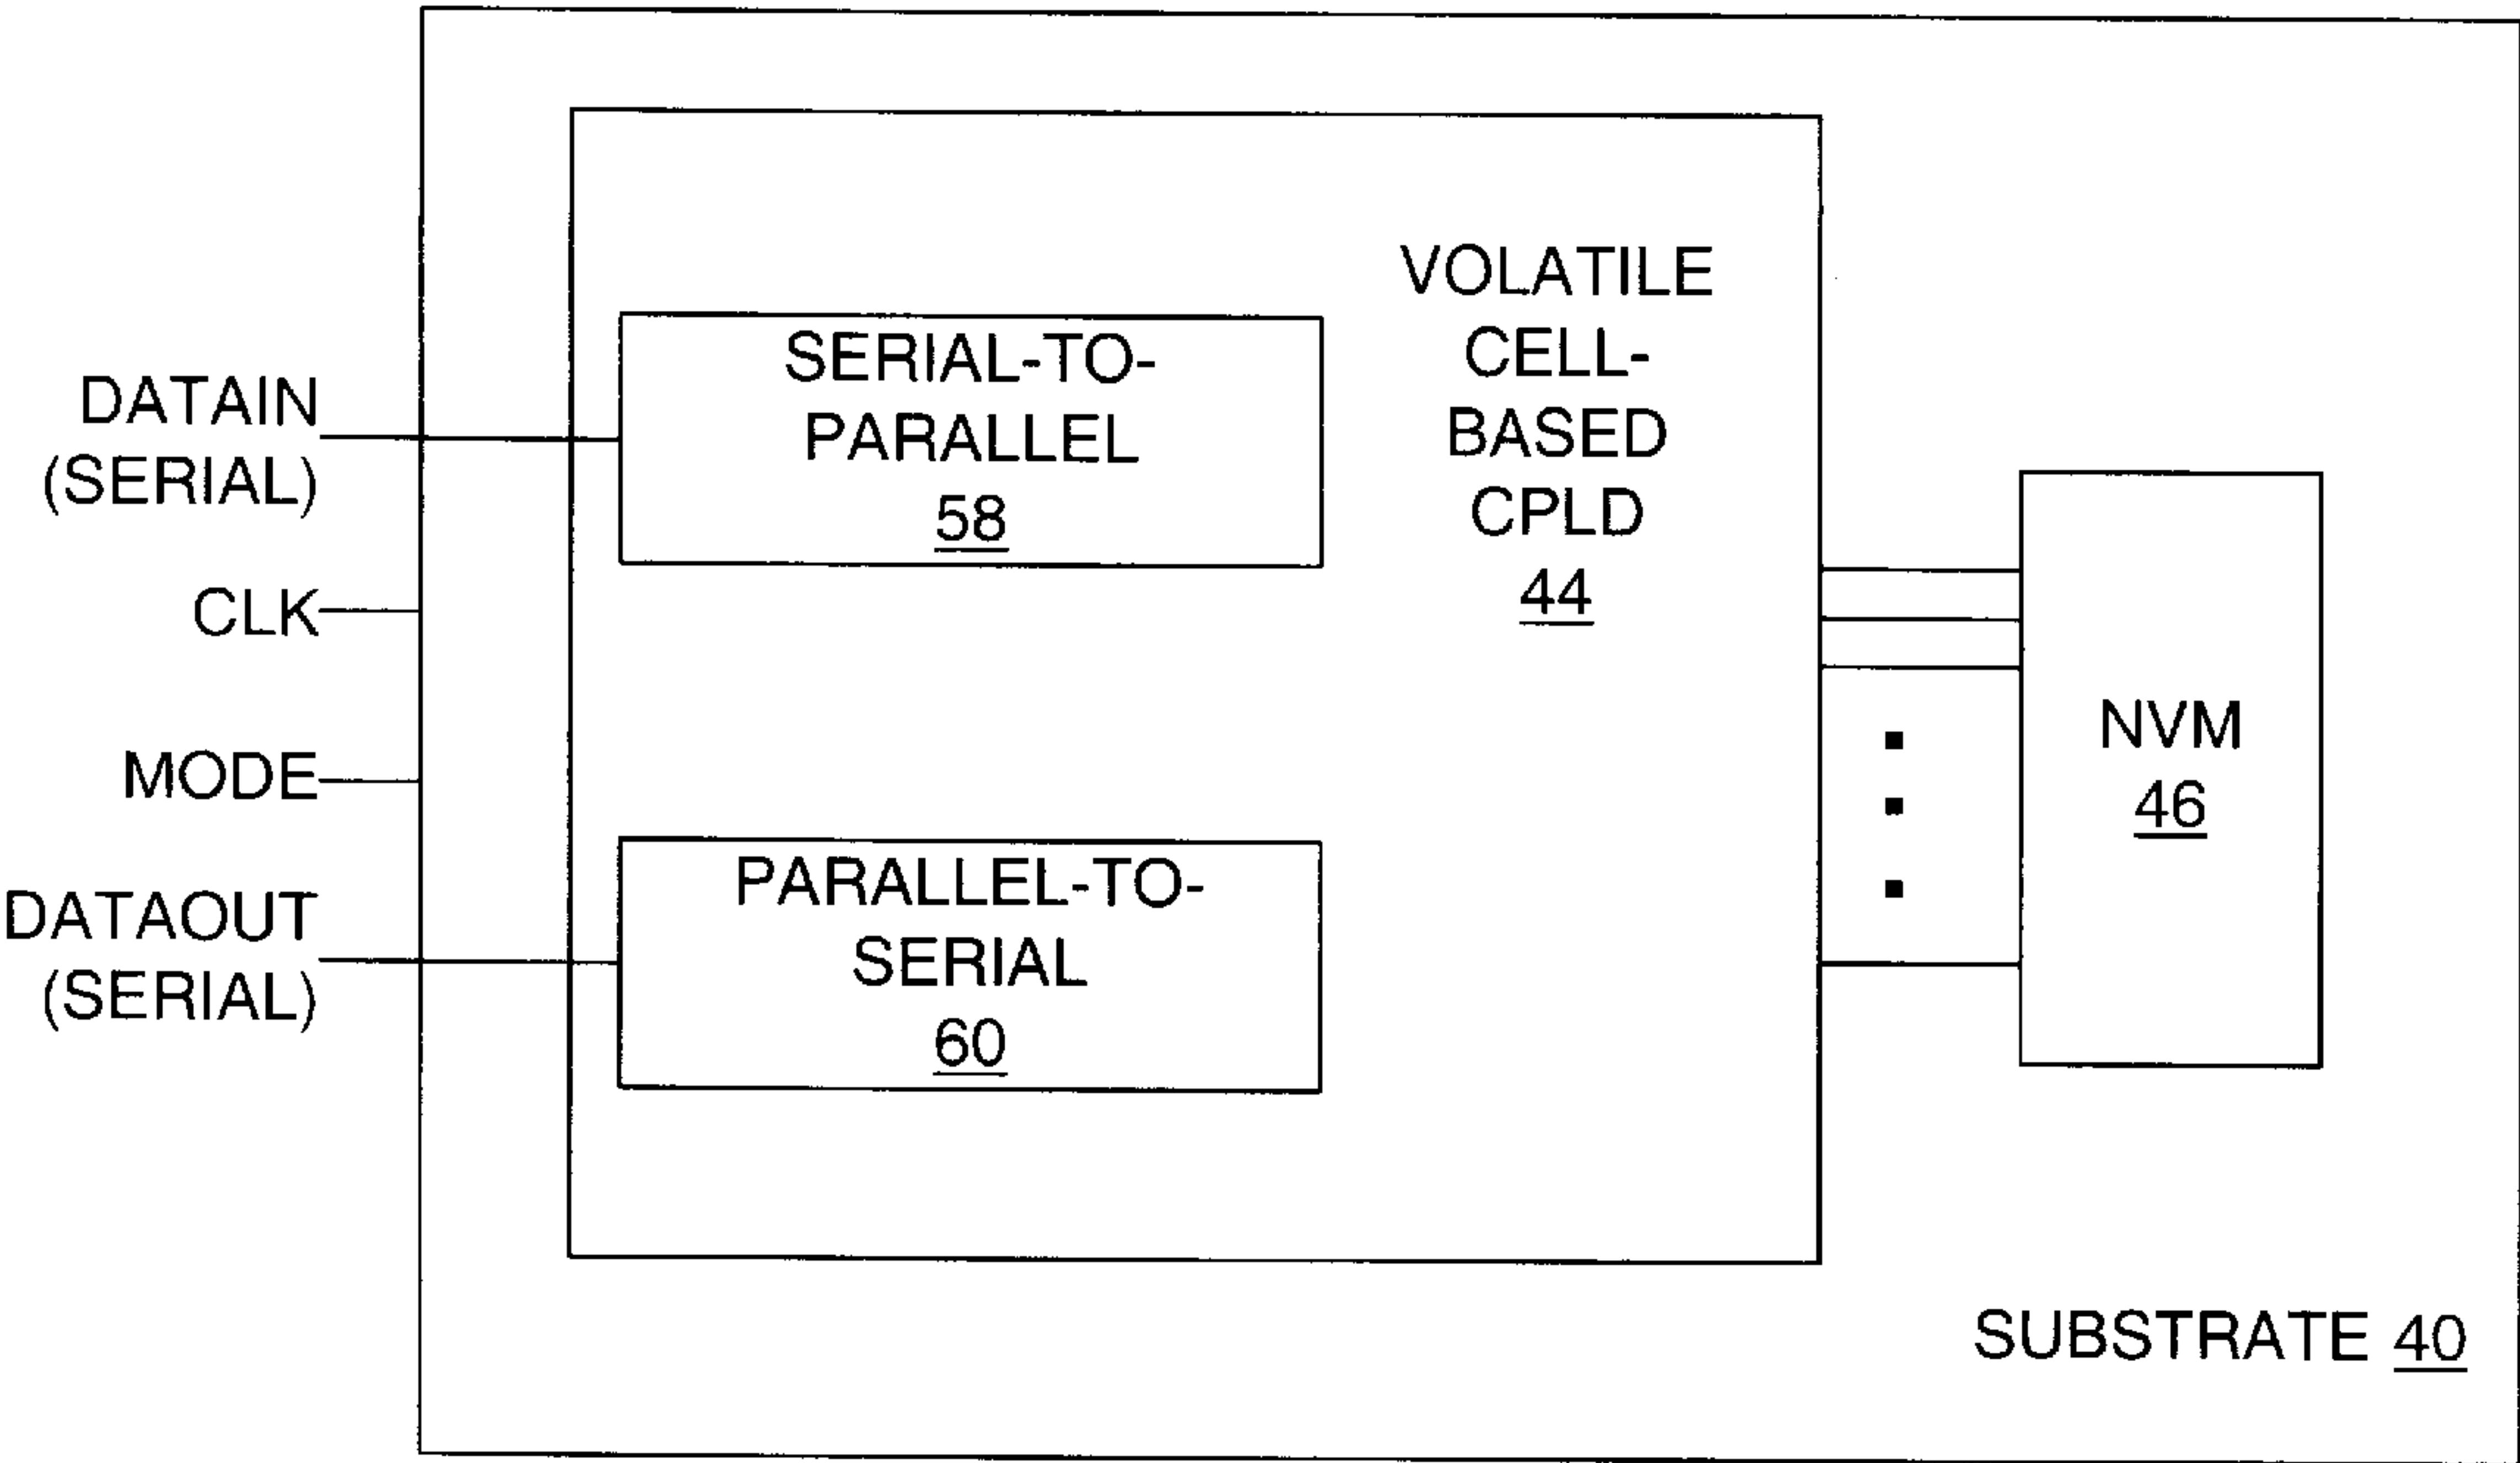 DATAIN
(SERIAL)
CLK
MODE
DATAOUT
(SERIAL)
SERIAL-TO-
PARALLEL
58
PARALLEL-TO-
SERIAL
60
VOLATILE
CELL-
BASED
CPLD
44
NVM
46
SUBSTRATE 40